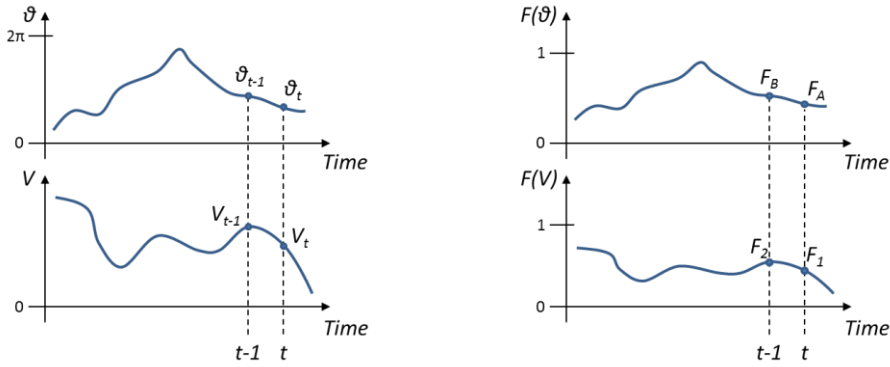 ϑ
2π
ϑt-1
ϑt
0
Time
V
Vt-1
Vt
0
Time
t-1
t
F(ϑ)
1
FB
FA
0
Time
F(V)
1
F2
F1
0
Time
t-1
t